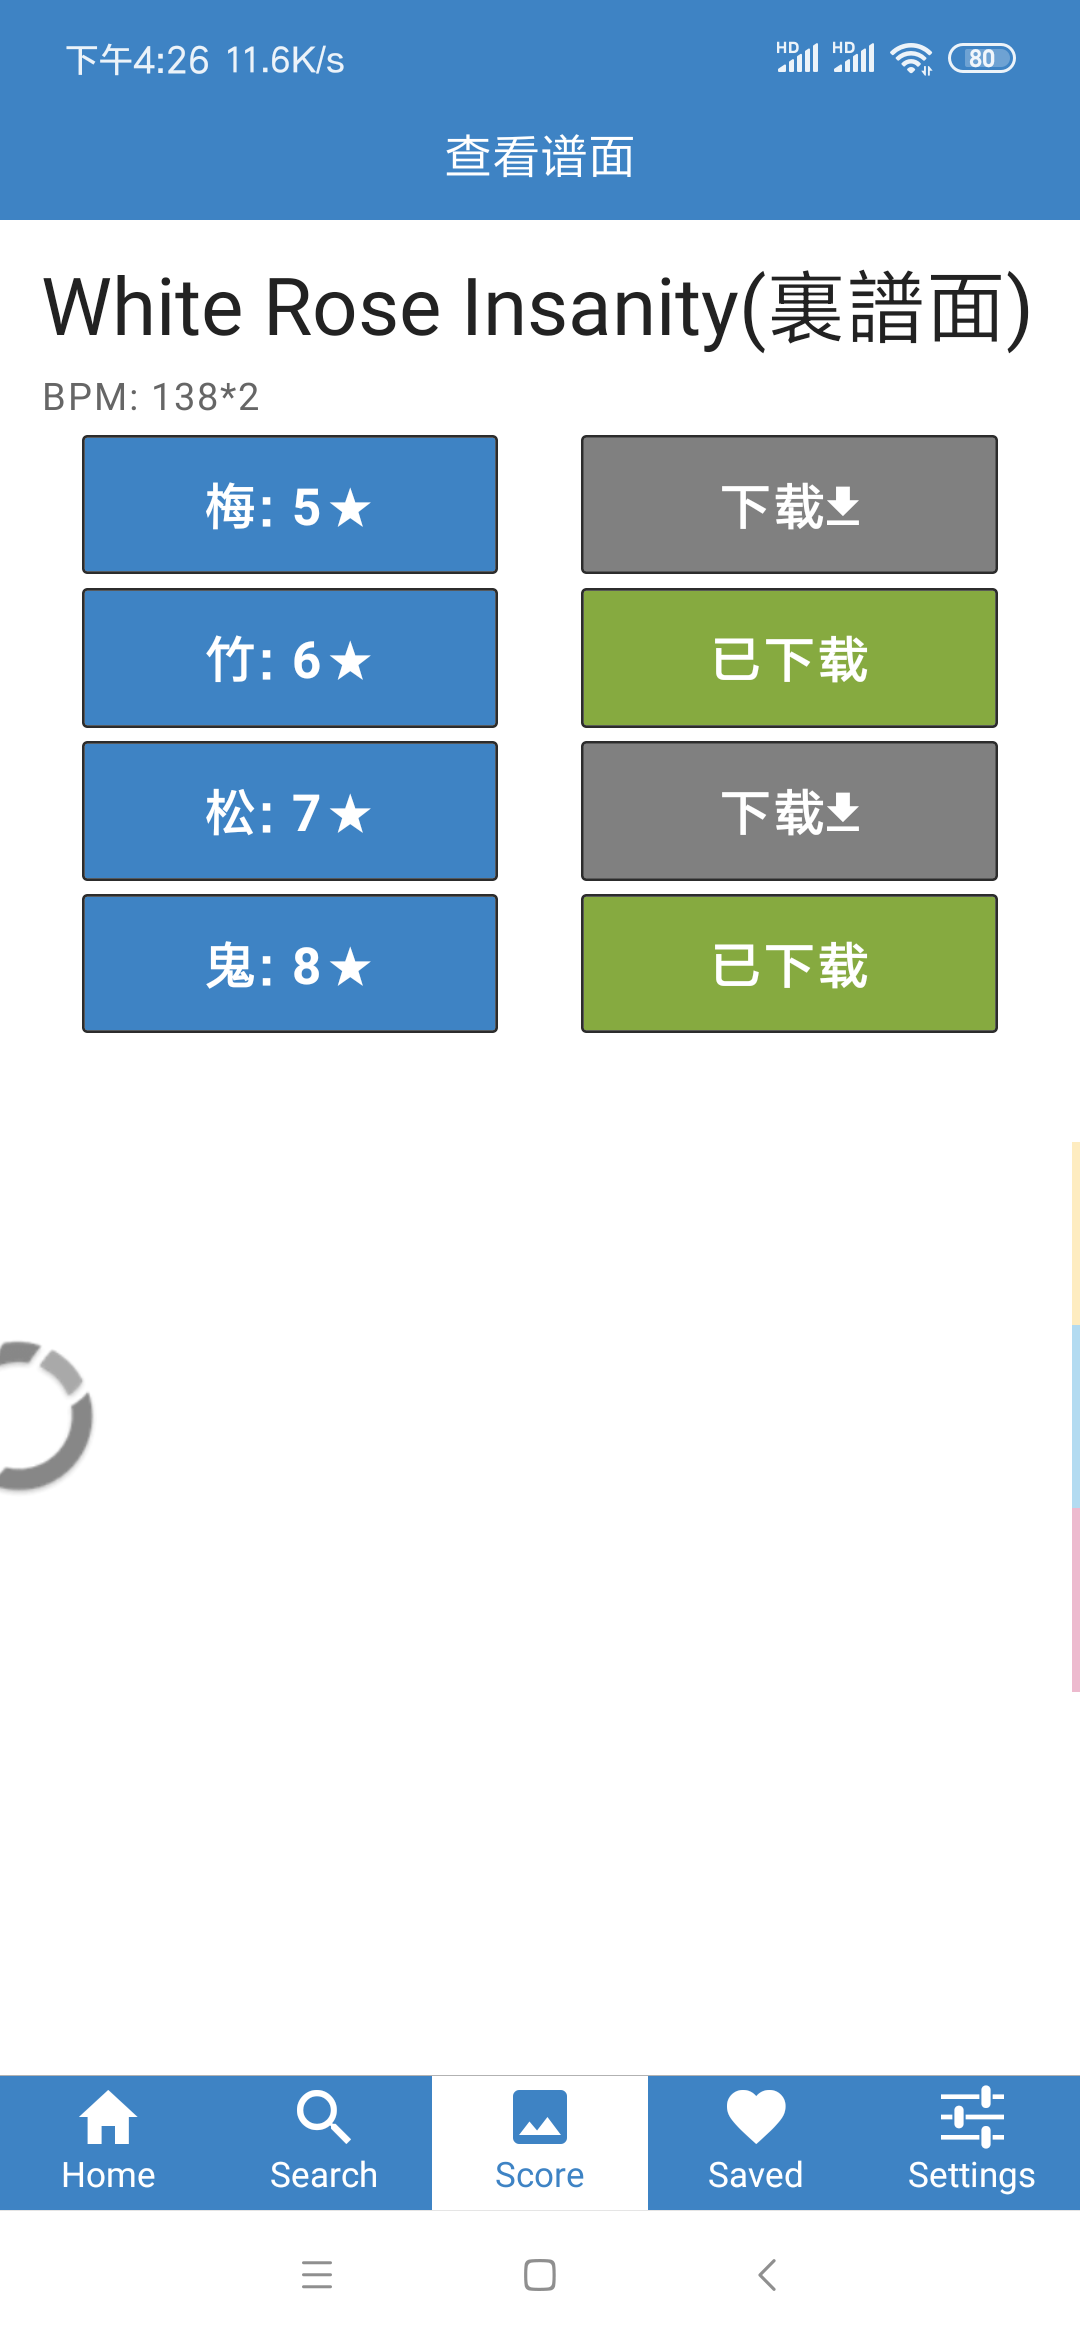 下午4:26 11.6K/s HD HD 80
查看谱面
White Rose Insanity(裏譜面)
BPM: 138*2
梅: 5★ 下载
竹: 6★ 已下载
松: 7★ 下载
鬼: 8★ 已下载
Home Search Score Saved Settings